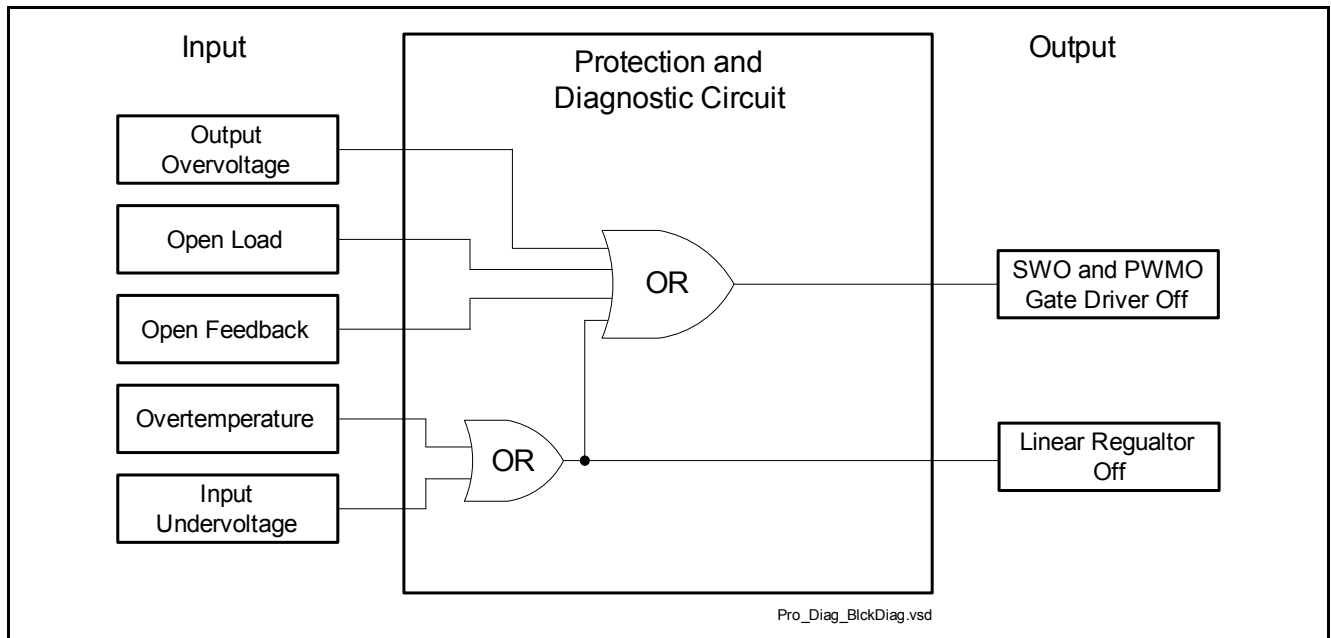 Input
Protection and
Diagnostic Circuit
Output
Output
Overvoltage
Open Load
Open Feedback
Overtemperature
Input
Undervoltage
OR
OR
SWO and PWMO
Gate Driver Off
Linear Regualtor
Off
Pro_Diag_BlckDiag.vsd